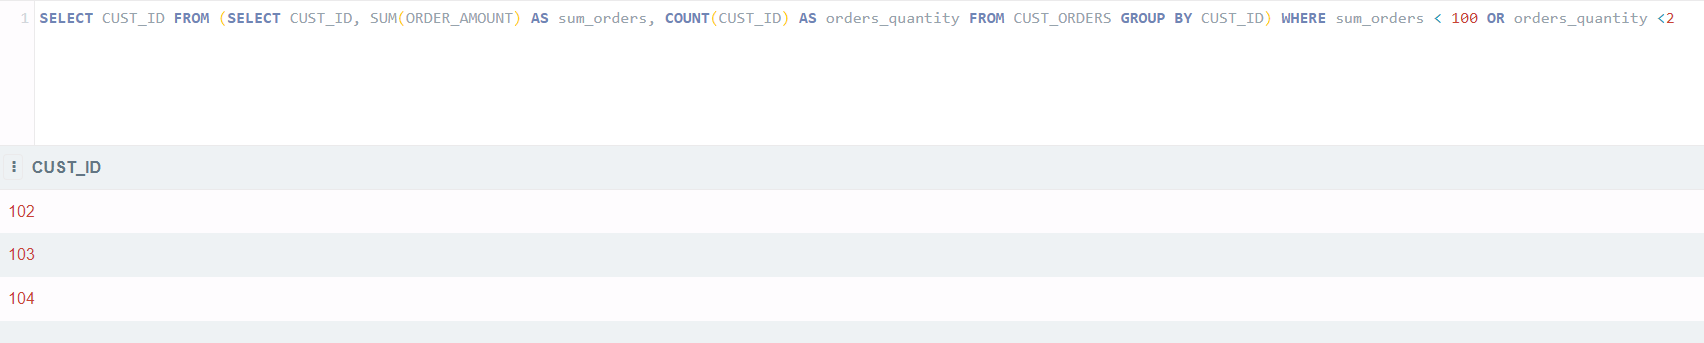 1 SELECT CUST_ID FROM (SELECT CUST_ID, SUM(ORDER_AMOUNT) AS sum_orders, COUNT(CUST_ID) AS orders_quantity FROM CUST_ORDERS GROUP BY CUST_ID) WHERE sum_orders < 100 OR orders_quantity <2
CUST_ID
102
103
104